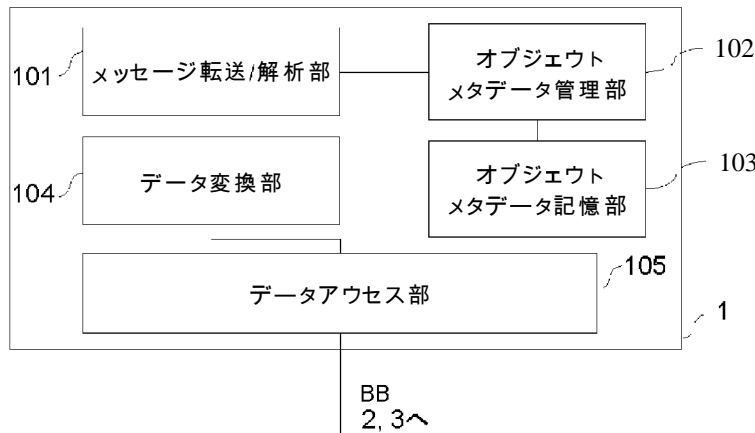 101
メッセージ転送/解析部
オブジェウト
メタデータ管理部
102
104
データ変換部
オブジェウト
メタデータ記憶部
103
データアウセス部
105
1
BB
2, 3へ